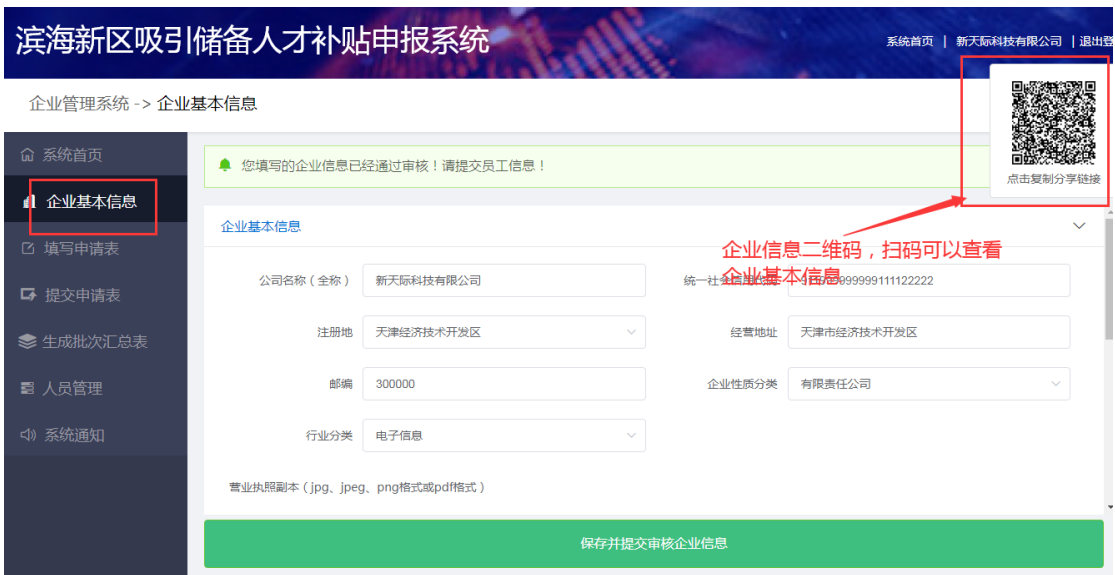 滨海新区吸引储备人才补贴申报系统
系统首页 | 新天际科技有限公司 | 退出登
企业管理系统 -> 企业基本信息
点击复制分享链接
系统首页
企业基本信息
填写申请表
提交申请表
生成批次汇总表
人员管理
系统通知
您填写的企业信息已经通过审核！请提交员工信息！
企业基本信息
企业信息二维码，扫码可以查看
企业基本信息
公司名称（全称） 新天际科技有限公司
统一社会信用代码
注册地 天津经济技术开发区
经营地址 天津市经济技术开发区
邮编 300000
企业性质分类 有限责任公司
行业分类 电子信息
营业执照副本（jpg、jpeg、png格式或pdf格式）
保存并提交审核企业信息